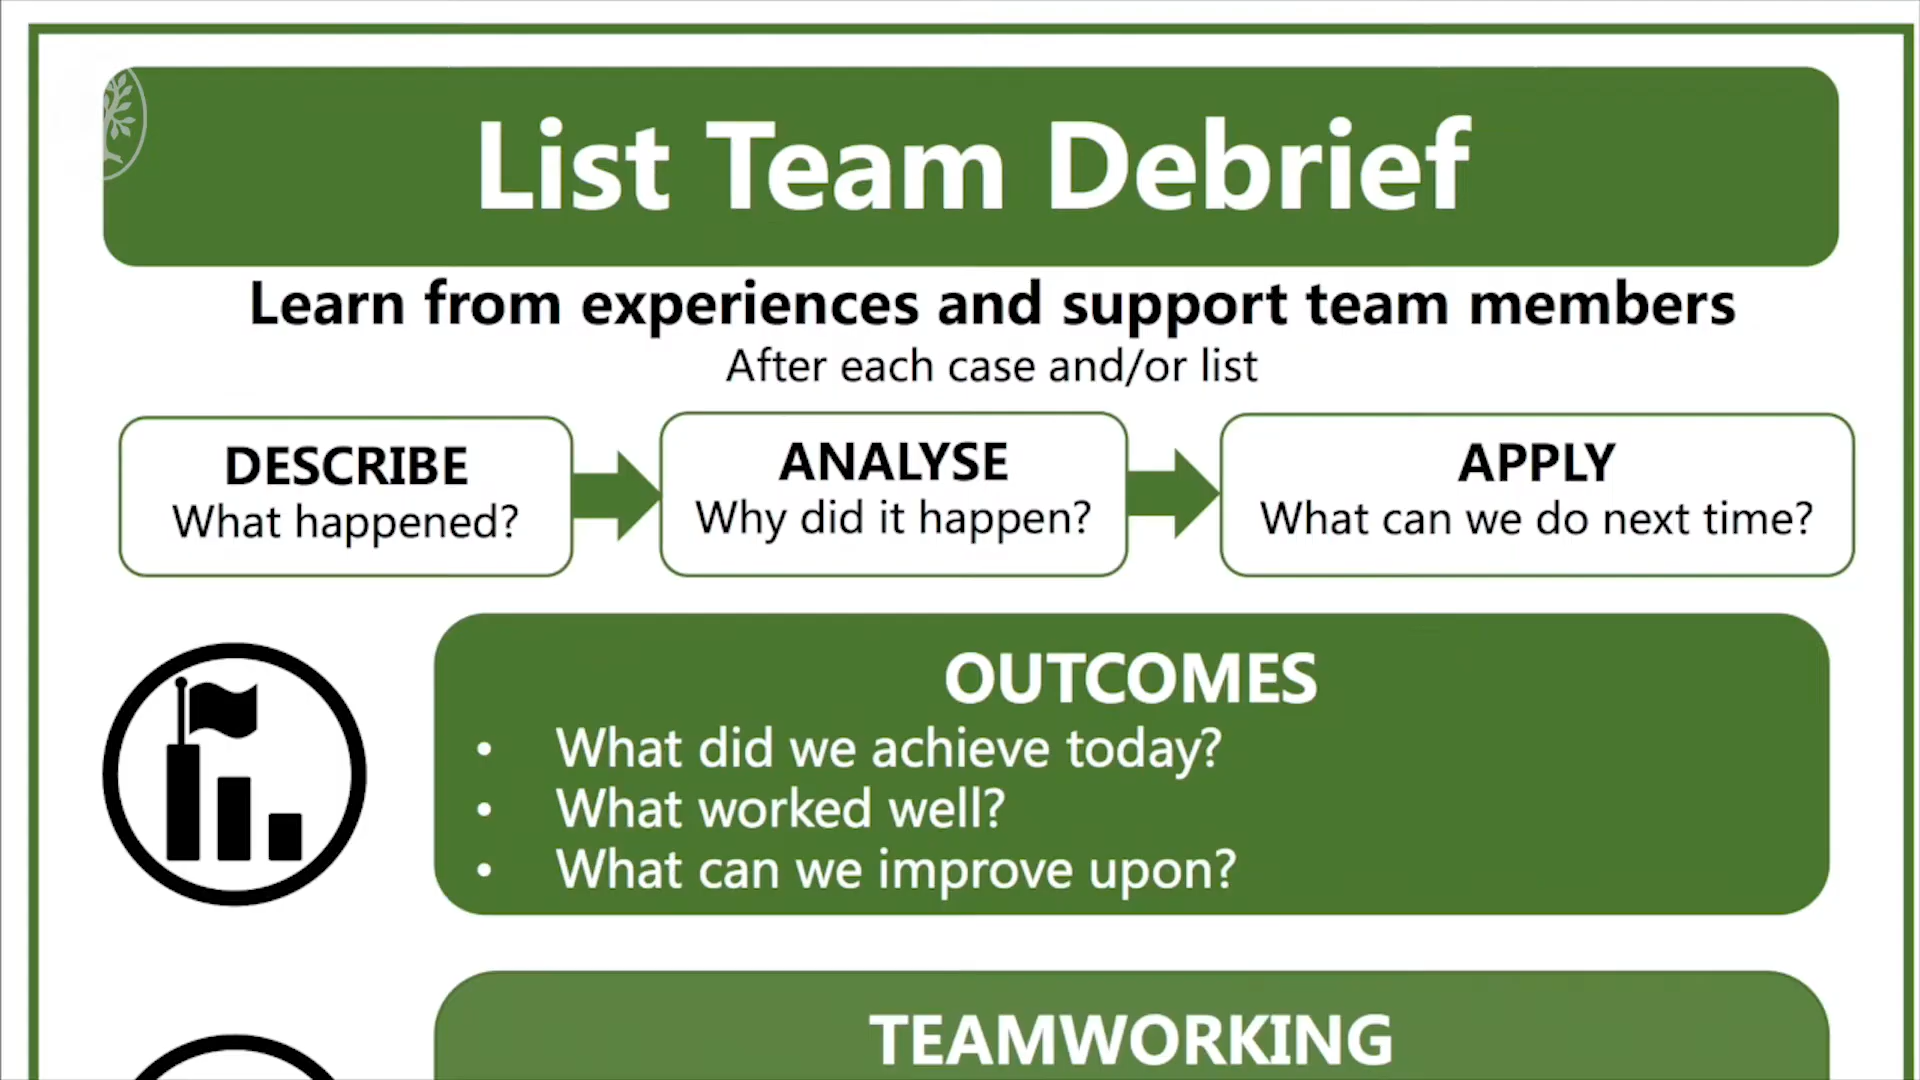 List Team Debrief
Learn from experiences and support team members
After each case and/or list
DESCRIBE
What happened?
ANALYSE
Why did it happen?
APPLY
What can we do next time?
OUTCOMES
• What did we achieve today?
• What worked well?
• What can we improve upon?
TEAMWORKING